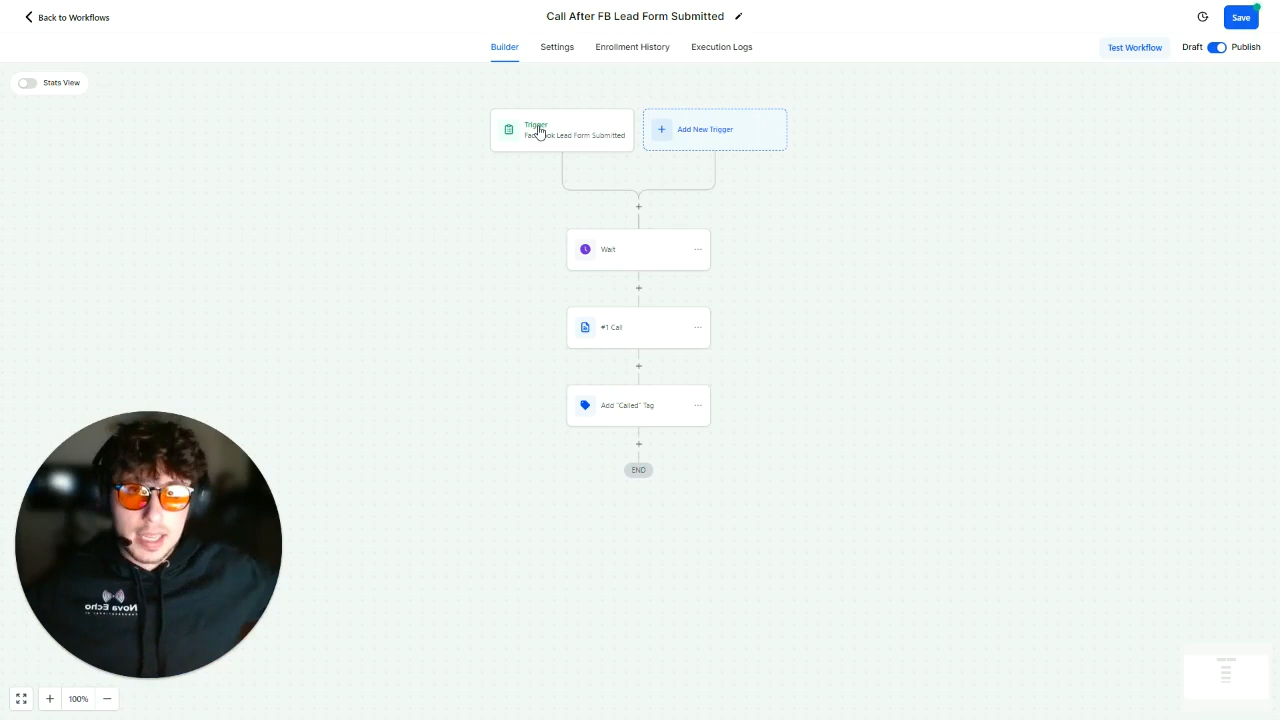 Back to Workflows
Call After FB Lead Form Submitted
Save
Builder
Settings
Enrollment History
Execution Logs
Test Workflow
Draft
Publish
Stats View
Trigger
Facebook Lead Form Submitted
Add New Trigger
Wait
#1 Call
Add "Called" Tag
END
Nova Echo
100%